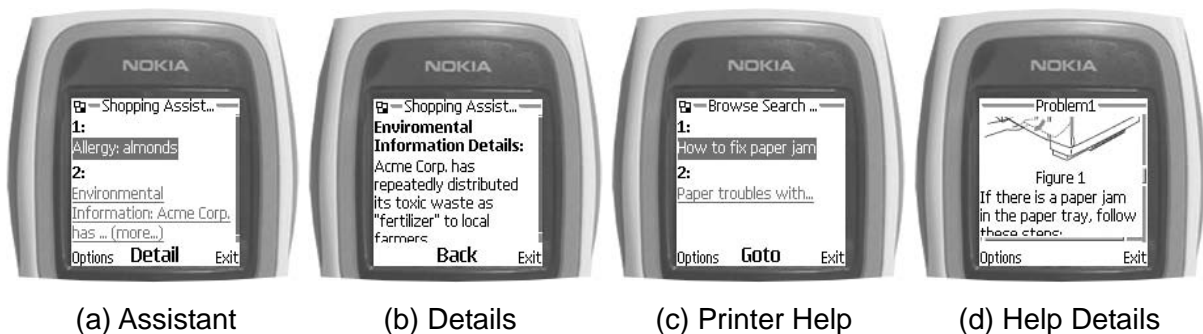 NOKIA
Shopping Assist...
1:
Allergy: almonds
2:
Environmental
Information: Acme Corp.
has ... (more...)
Options Detail Exit
(a) Assistant
NOKIA
Shopping Assist...
Enviromental
Information Details:
Acme Corp. has
repeatedly distributed
its toxic waste as
"fertilizer" to local
farmers
Back Exit
(b) Details
NOKIA
Browse Search ...
1:
How to fix paper jam
2:
Paper troubles with...
Options Goto Exit
(c) Printer Help
NOKIA
Problem1
Figure 1
If there is a paper jam
in the paper tray, follow
these steps:
Options Exit
(d) Help Details